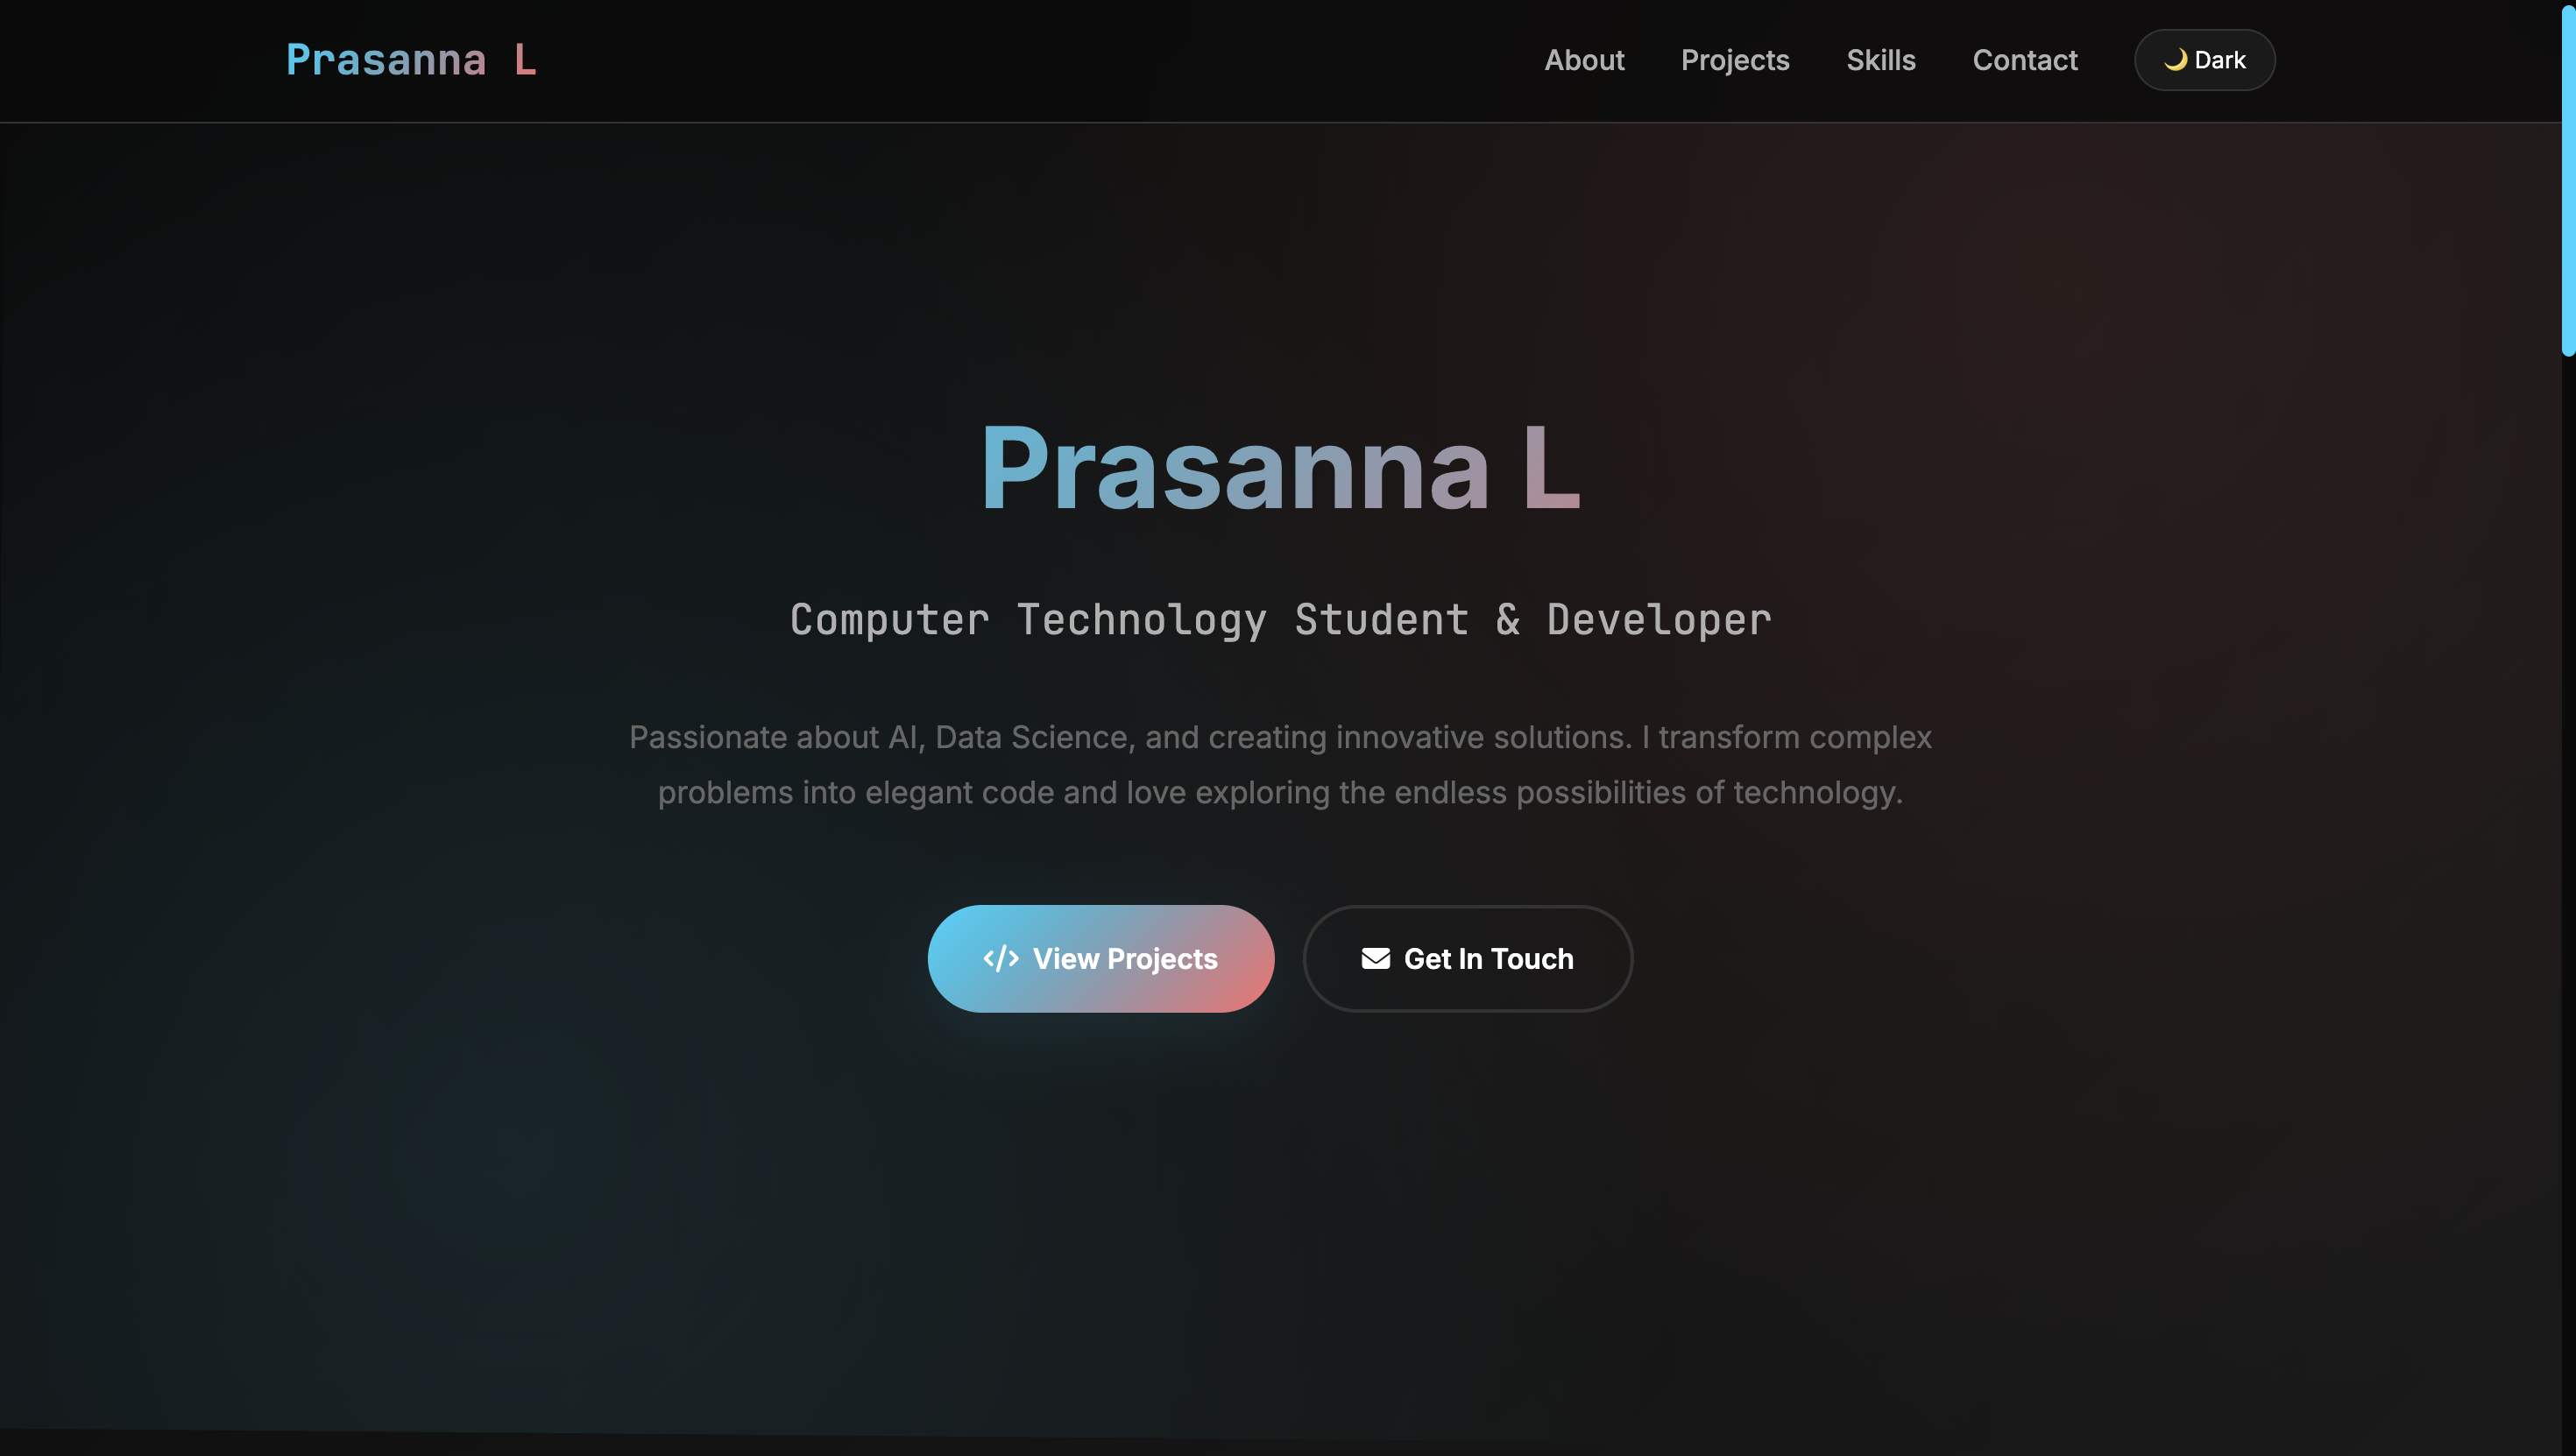 Prasanna L
About
Projects
Skills
Contact
🌙 Dark
Prasanna L
Computer Technology Student & Developer
Passionate about AI, Data Science, and creating innovative solutions. I transform complex
problems into elegant code and love exploring the endless possibilities of technology.
</> View Projects
Get In Touch